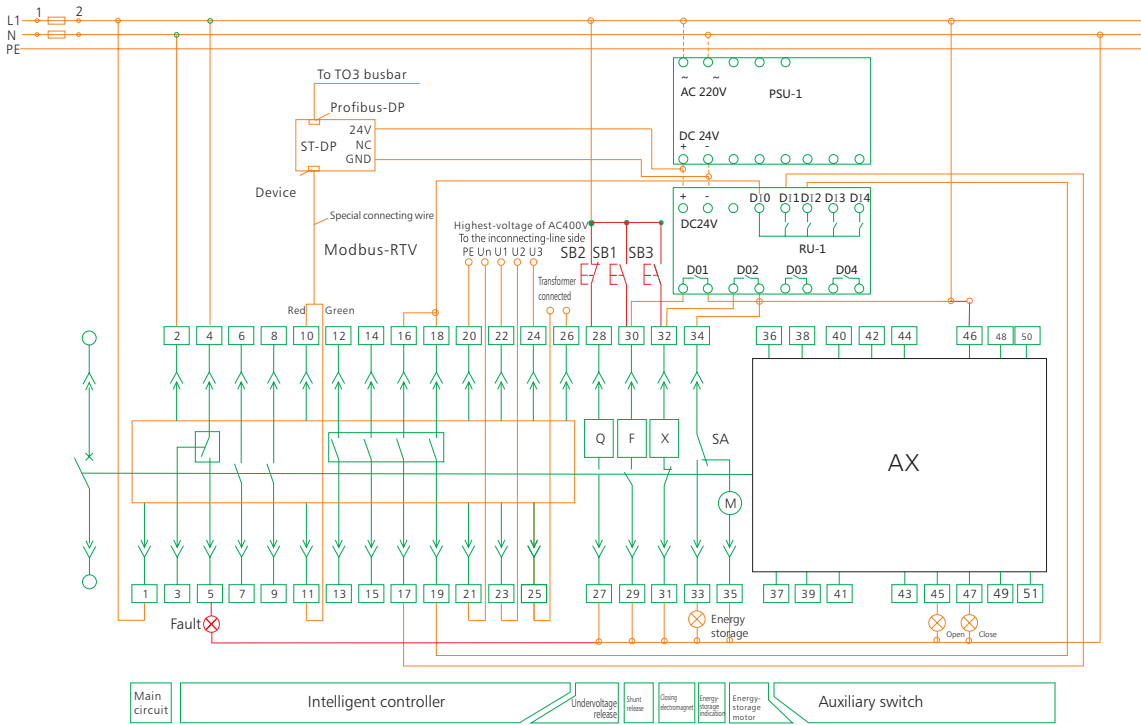 L1 1 2
N
PE
To TO3 busbar
Profibus-DP
24V
ST-DP NC
GND
Device
Special connecting wire
Modbus-RTV
Red Green
~ ~
AC 220V PSU-1
DC 24V
+ -
+ - DI0 DI1 DI2 DI3 DI4
DC24V
RU-1
D01 D02 D03 D04
Highest-voltage of AC400V
To the inconnecting-line side
PE Un U1 U2 U3
SB2 SB1 SB3
Transformer
connected
2 4 6 8 10 12 14 16 18 20 22 24 26 28 30 32 34 36 38 40 42 44 46 48 50
Q F X SA
M
AX
1 3 5 7 9 11 13 15 17 19 21 23 25 27 29 31 33 35 37 39 41 43 45 47 49 51
Fault
Energy
storage
Open Close
Main
circuit
Intelligent controller
Undervoltage
release
Shunt
release
Closing
electromagnet
Energy-
storage
indication
Energy-
storage
motor
Auxiliary switch